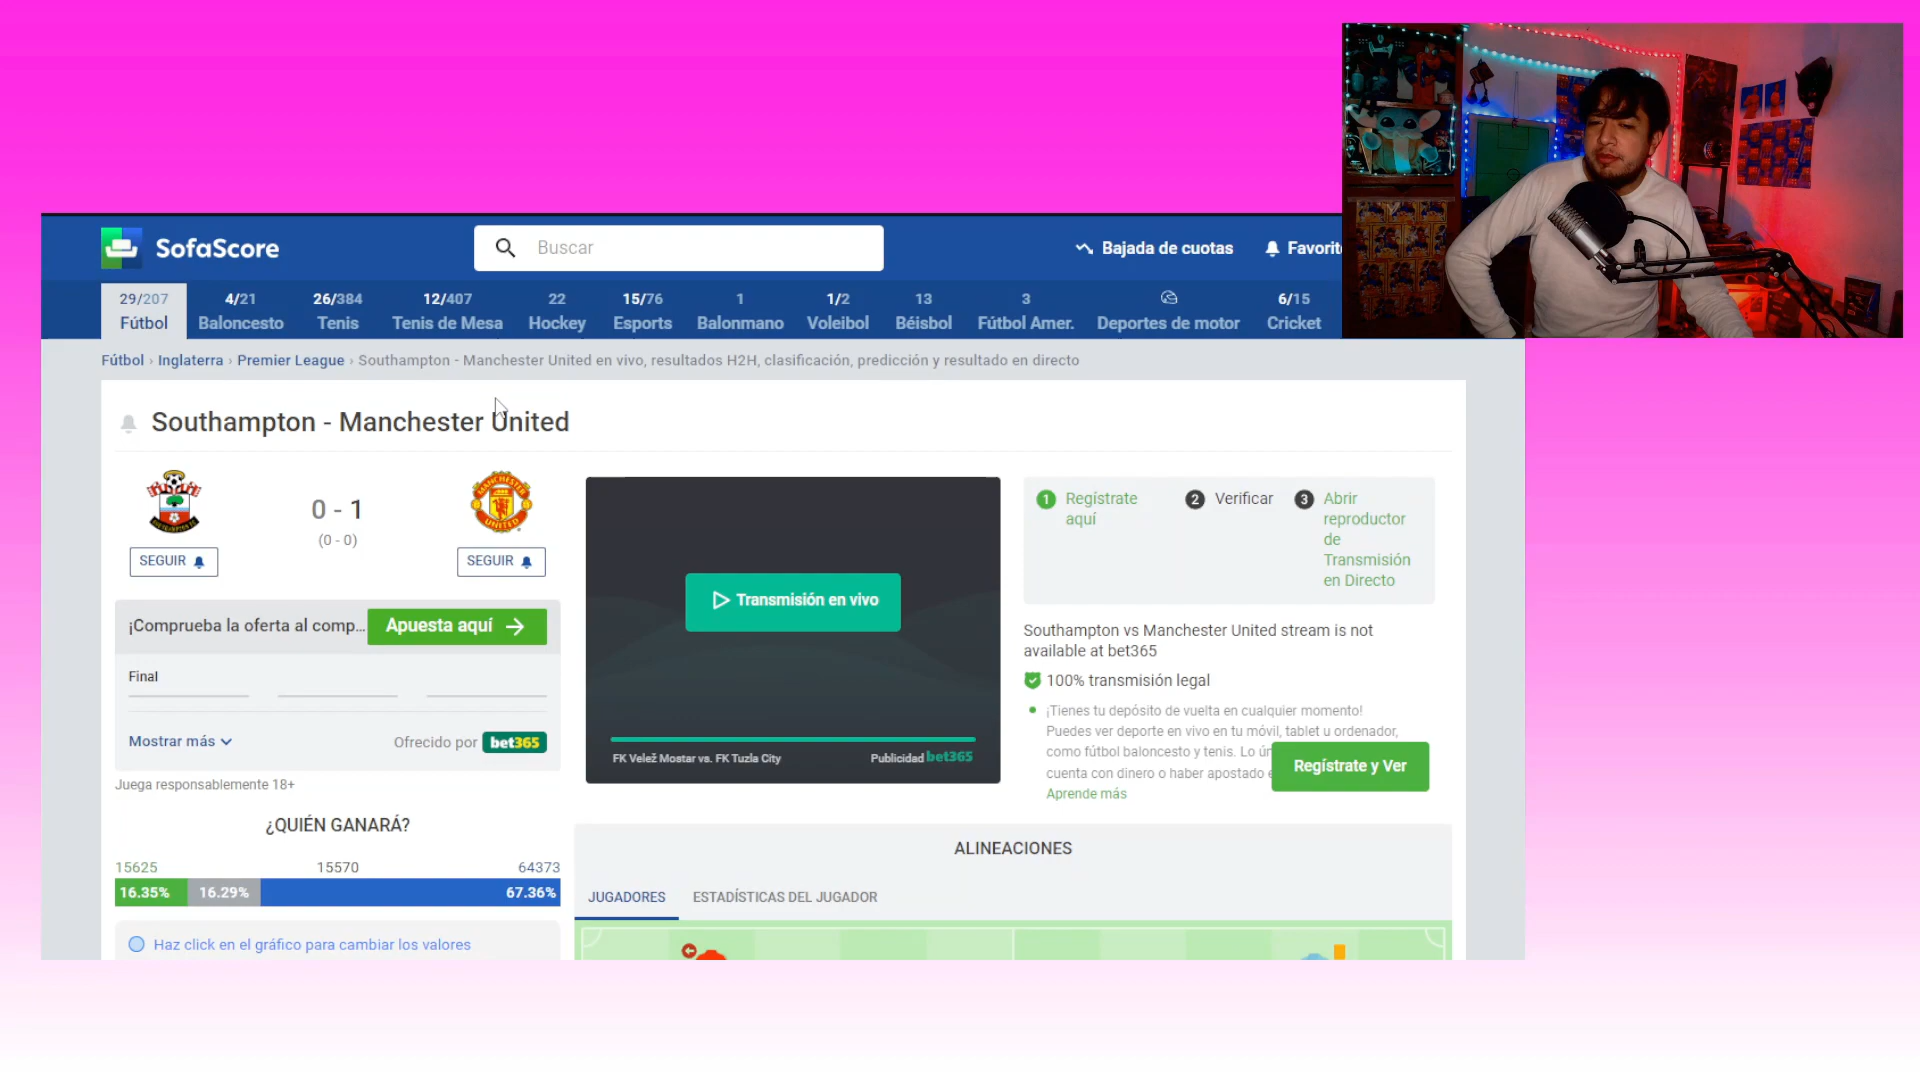 SofaScore
Buscar
Bajada de cuotas
Favorit
29/207
Fútbol
4/21
Baloncesto
26/384
Tenis
12/407
Tenis de Mesa
22
Hockey
15/76
Esports
1
Balonmano
1/2
Voleibol
13
Béisbol
3
Fútbol Amer.
Deportes de motor
6/15
Cricket
Fútbol › Inglaterra › Premier League › Southampton - Manchester United en vivo, resultados H2H, clasificación, predicción y resultado en directo
Southampton - Manchester United
0 - 1
(0 - 0)
SEGUIR
SEGUIR
¡Comprueba la oferta al comp...
Apuesta aquí
Final
Mostrar más
Ofrecido por bet365
Juega responsablemente 18+
¿QUIÉN GANARÁ?
15625
15570
64373
16.35%
16.29%
67.36%
Haz click en el gráfico para cambiar los valores
Transmisión en vivo
FK Velež Mostar vs. FK Tuzla City
Publicidad bet365
1 Regístrate
aquí
2 Verificar
3 Abrir
reproductor
de
Transmisión
en Directo
Southampton vs Manchester United stream is not
available at bet365
100% transmisión legal
¡Tienes tu depósito de vuelta en cualquier momento!
Puedes ver deporte en vivo en tu móvil, tablet u ordenador,
como fútbol baloncesto y tenis. Lo ún
cuenta con dinero o haber apostado e
Aprende más
Regístrate y Ver
ALINEACIONES
JUGADORES
ESTADÍSTICAS DEL JUGADOR